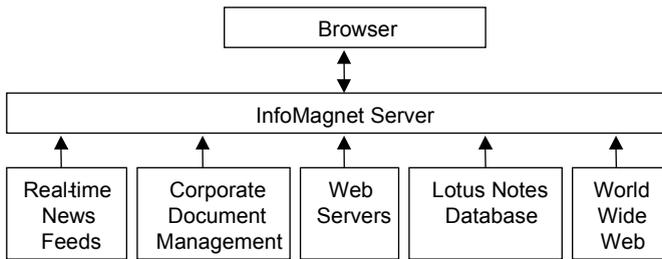 Browser
InfoMagnet Server
Real-time
News
Feeds
Corporate
Document
Management
Web
Servers
Lotus Notes
Database
World
Wide
Web